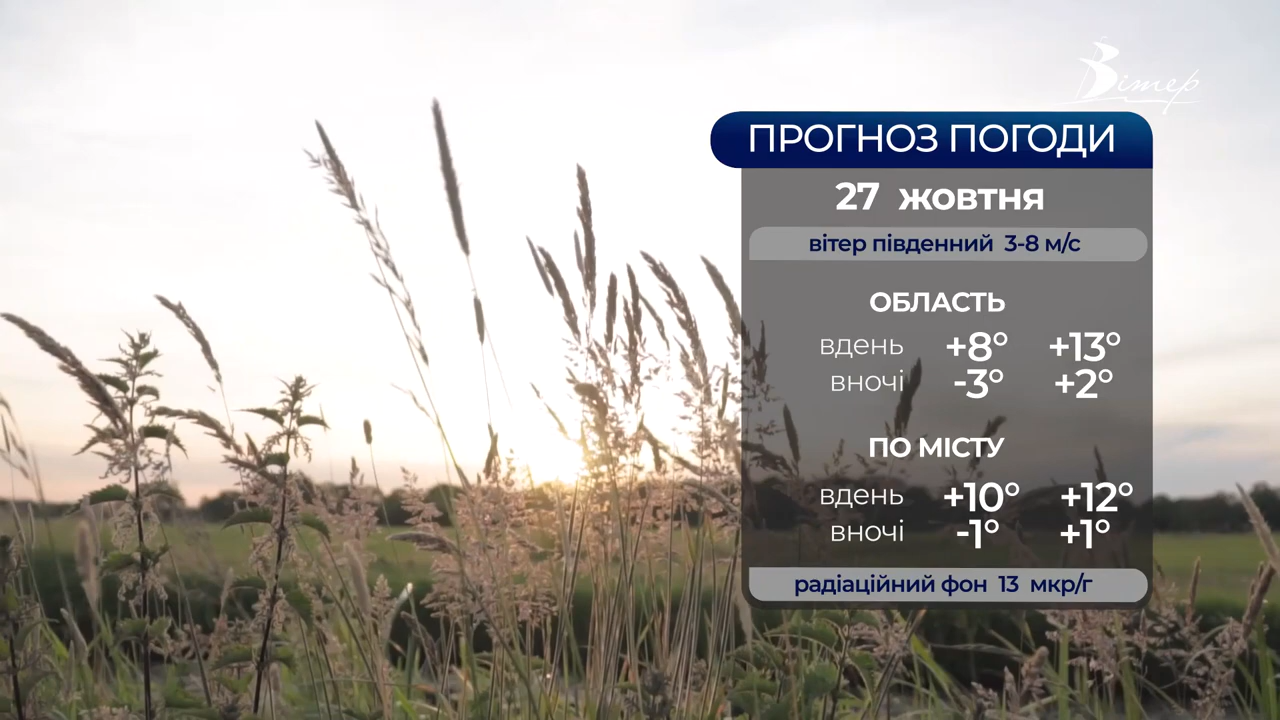 Вітер
ПРОГНОЗ ПОГОДИ
27 жовтня
вітер південний 3-8 м/с
ОБЛАСТЬ
вдень +8° +13°
вночі -3° +2°
ПО МІСТУ
вдень +10° +12°
вночі -1° +1°
радіаційний фон 13 мкр/г